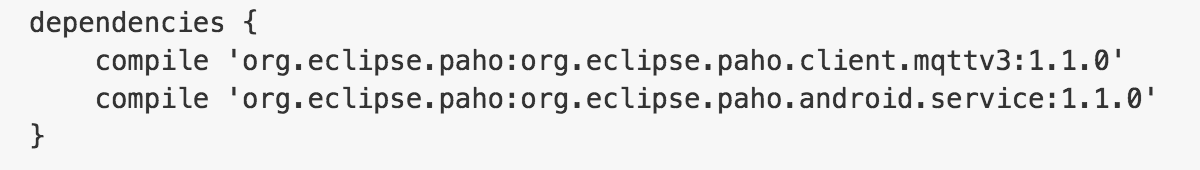 dependencies {
    compile 'org.eclipse.paho:org.eclipse.paho.client.mqttv3:1.1.0'
    compile 'org.eclipse.paho:org.eclipse.paho.android.service:1.1.0'
}